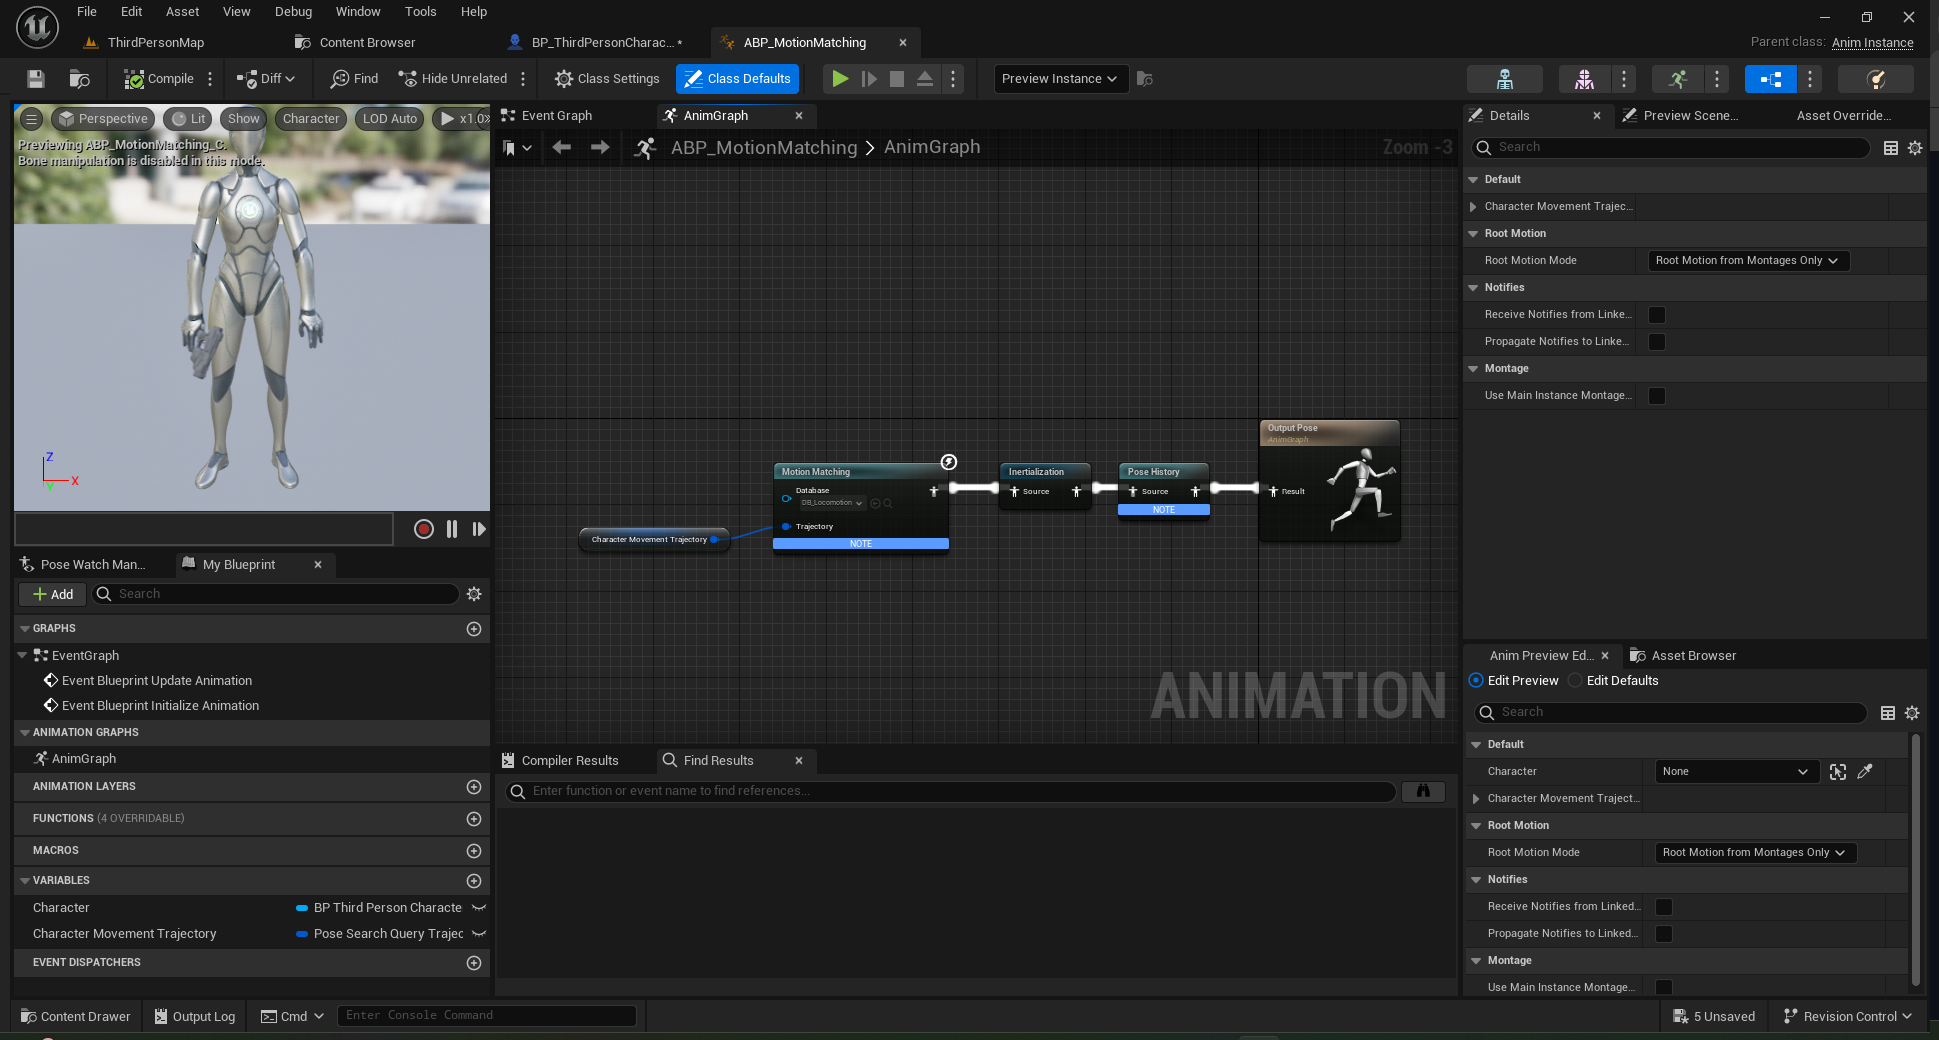 File Edit Asset View Debug Window Tools Help
ThirdPersonMap
Content Browser
BP_ThirdPersonCharac... •
ABP_MotionMatching
Parent class: Anim Instance
Compile
Diff
Find
Hide Unrelated
Class Settings
Class Defaults
Preview Instance
Perspective
Lit
Show
Character
LOD Auto
x1.0
Previewing ABP_MotionMatching_C.
Bone manipulation is disabled in this mode.
Z
X
Y
Event Graph
AnimGraph
ABP_MotionMatching > AnimGraph
Zoom -3
Motion Matching
Database
DB_Locomotion
Trajectory
NOTE
Character Movement Trajectory
Inertialization
Source
Pose History
Source
NOTE
Output Pose
AnimGraph
Result
ANIMATION
Compiler Results
Find Results
Enter function or event name to find references...
Pose Watch Man...
My Blueprint
Add
Search
GRAPHS
EventGraph
Event Blueprint Update Animation
Event Blueprint Initialize Animation
ANIMATION GRAPHS
AnimGraph
ANIMATION LAYERS
FUNCTIONS (4 OVERRIDABLE)
MACROS
VARIABLES
Character
BP Third Person Characte
Character Movement Trajectory
Pose Search Query Trajec
EVENT DISPATCHERS
Details
Preview Scene...
Asset Override...
Search
Default
Character Movement Trajec...
Root Motion
Root Motion Mode
Root Motion from Montages Only
Notifies
Receive Notifies from Linke...
Propagate Notifies to Linke...
Montage
Use Main Instance Montage...
Anim Preview Ed...
Asset Browser
Edit Preview
Edit Defaults
Search
Default
Character
None
Character Movement Traject...
Root Motion
Root Motion Mode
Root Motion from Montages Only
Notifies
Receive Notifies from Linked...
Propagate Notifies to Linked...
Montage
Use Main Instance Montage...
Content Drawer
Output Log
Cmd
Enter Console Command
5 Unsaved
Revision Control